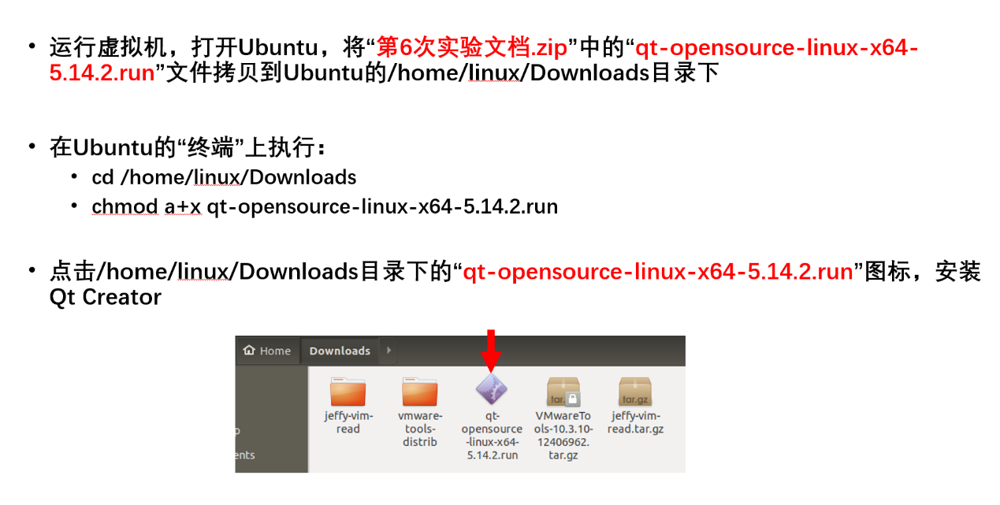 • 运行虚拟机，打开Ubuntu，将“第6次实验文档.zip”中的“qt-opensource-linux-x64-
5.14.2.run”文件拷贝到Ubuntu的/home/linux/Downloads目录下
• 在Ubuntu的“终端”上执行：
• cd /home/linux/Downloads
• chmod a+x qt-opensource-linux-x64-5.14.2.run
• 点击/home/linux/Downloads目录下的“qt-opensource-linux-x64-5.14.2.run”图标，安装
Qt Creator
Home Downloads
tar. tar.gz
jeffy-vim-
read
vmware-
tools-
distrib
qt-
opensource
-linux-x64-
5.14.2.run
VMwareTo
ols-10.3.10-
12406962.
tar.gz
jeffy-vim-
read.tar.gz
ents